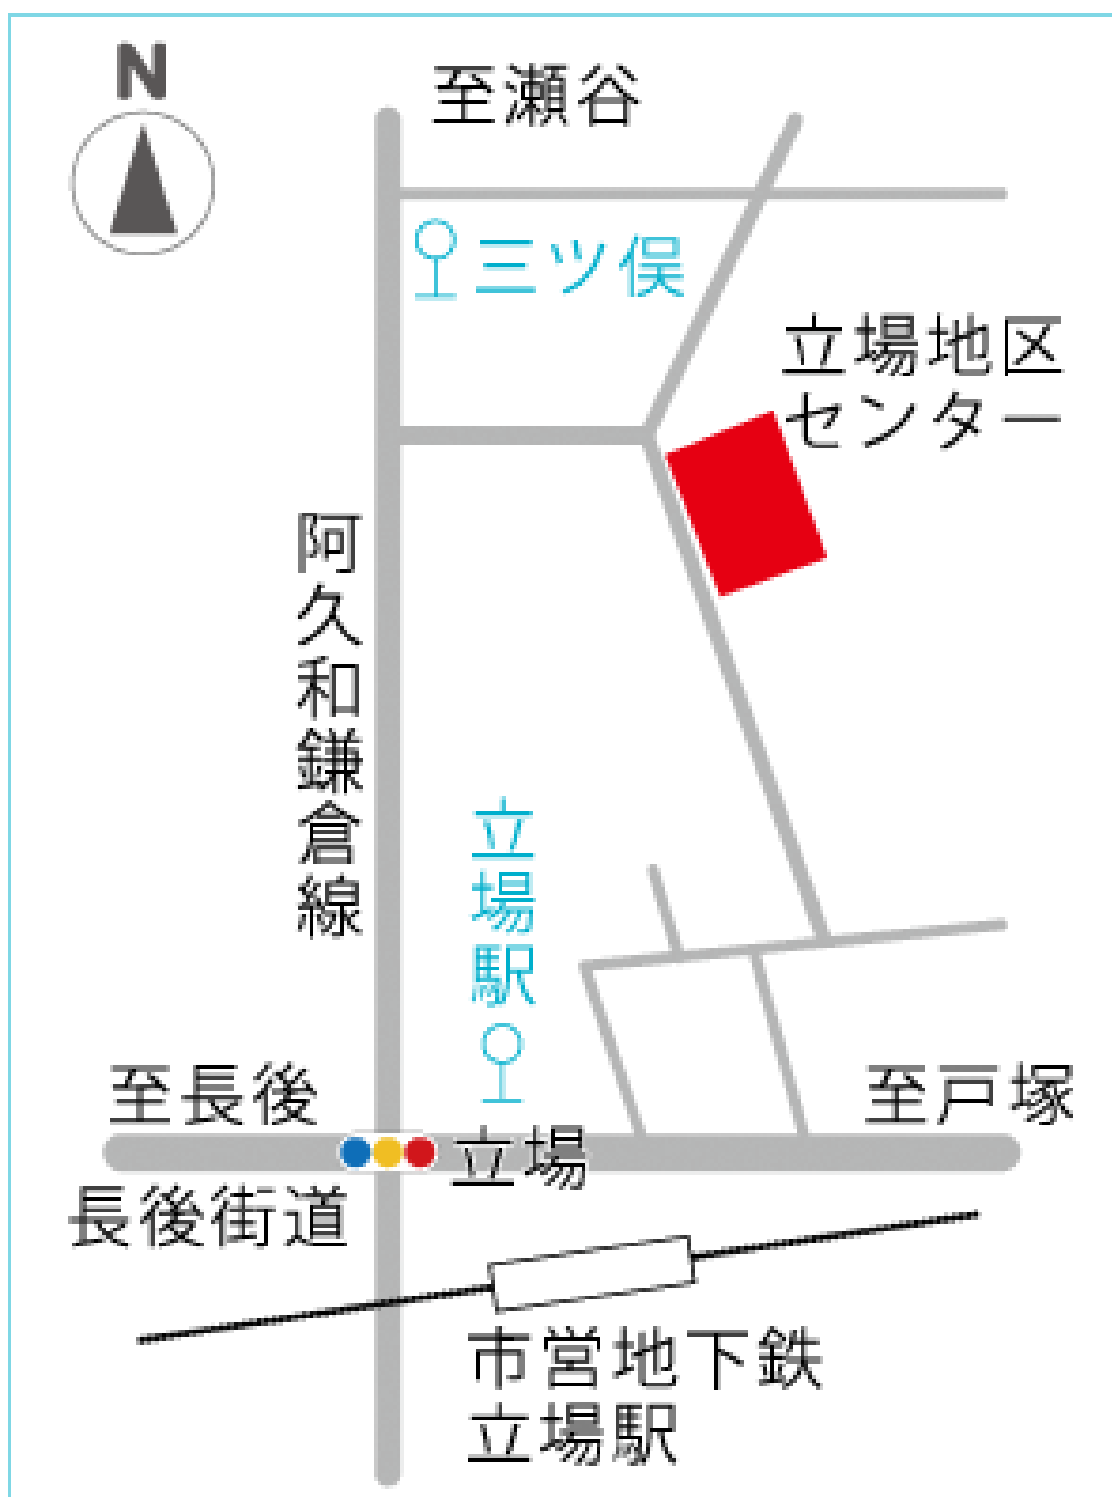 N
至瀬谷
三ツ俣
立場地区
センター
阿久和鎌倉線
立場駅
至長後
至戸塚
立場
長後街道
市営地下鉄
立場駅